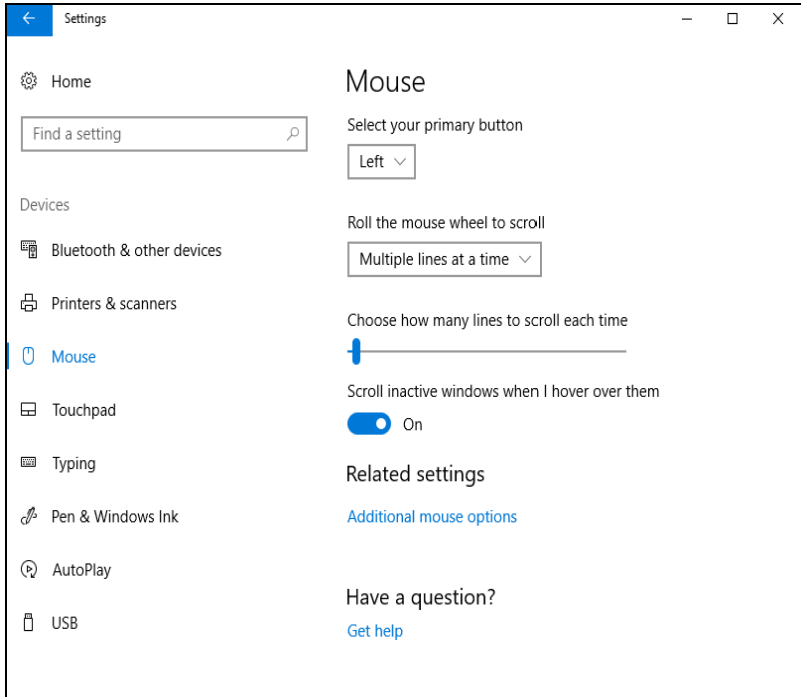 Settings
Home
Find a setting
Devices
Bluetooth & other devices
Printers & scanners
Mouse
Touchpad
Typing
Pen & Windows Ink
AutoPlay
USB
Mouse
Select your primary button
Left
Roll the mouse wheel to scroll
Multiple lines at a time
Choose how many lines to scroll each time
Scroll inactive windows when I hover over them
On
Related settings
Additional mouse options
Have a question?
Get help